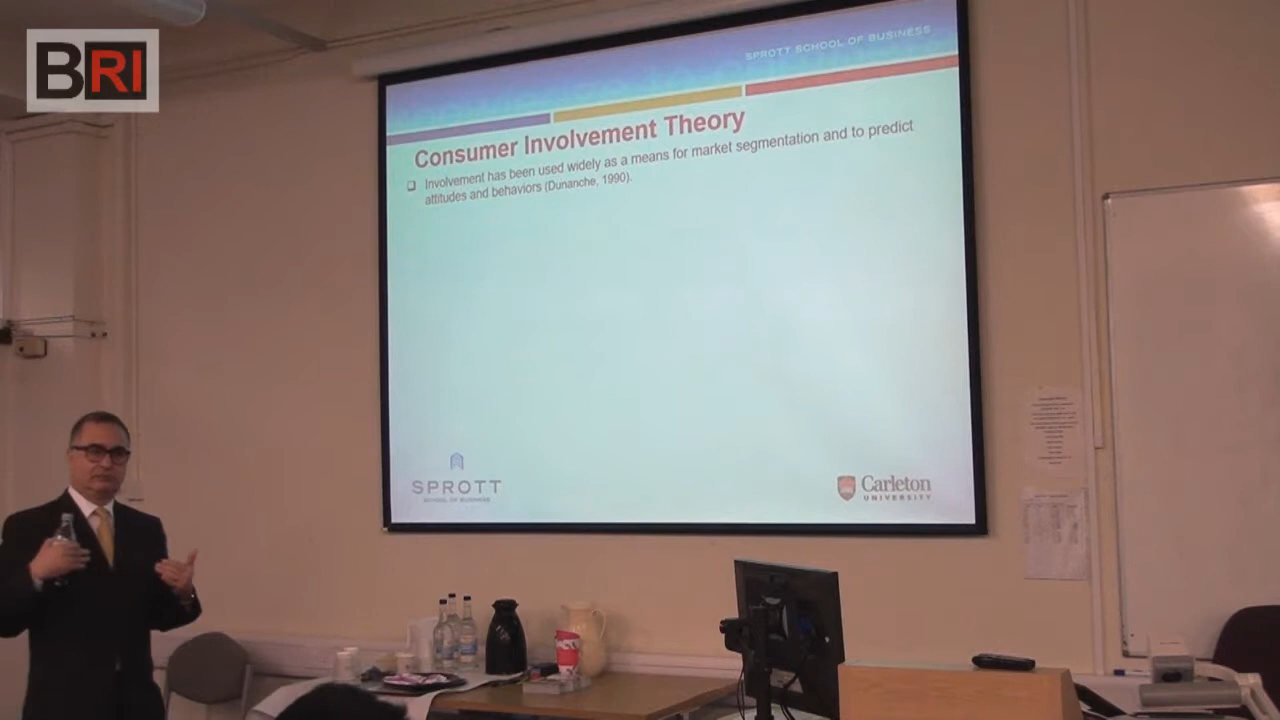 BRI
SPROTT SCHOOL OF BUSINESS
Consumer Involvement Theory
Involvement has been used widely as a means for market segmentation and to predict
attitudes and behaviors (Dunanche, 1990).
SPROTT
SCHOOL OF BUSINESS
Carleton
UNIVERSITY